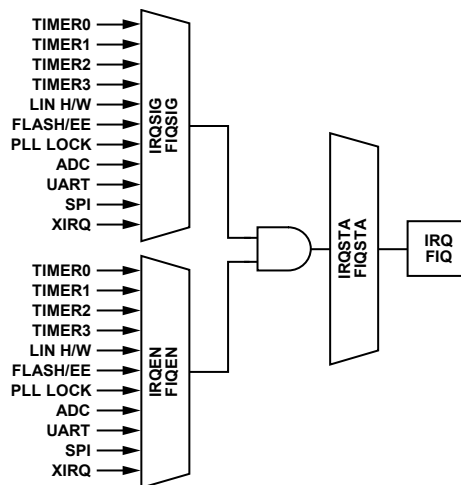 TIMER0
TIMER1
TIMER2
TIMER3
LIN H/W
FLASH/EE
PLL LOCK
ADC
UART
SPI
XIRQ
IRQSIG
FIQSIG
TIMER0
TIMER1
TIMER2
TIMER3
LIN H/W
FLASH/EE
PLL LOCK
ADC
UART
SPI
XIRQ
IRQEN
FIQEN
IRQSTA
FIQSTA
IRQ
FIQ